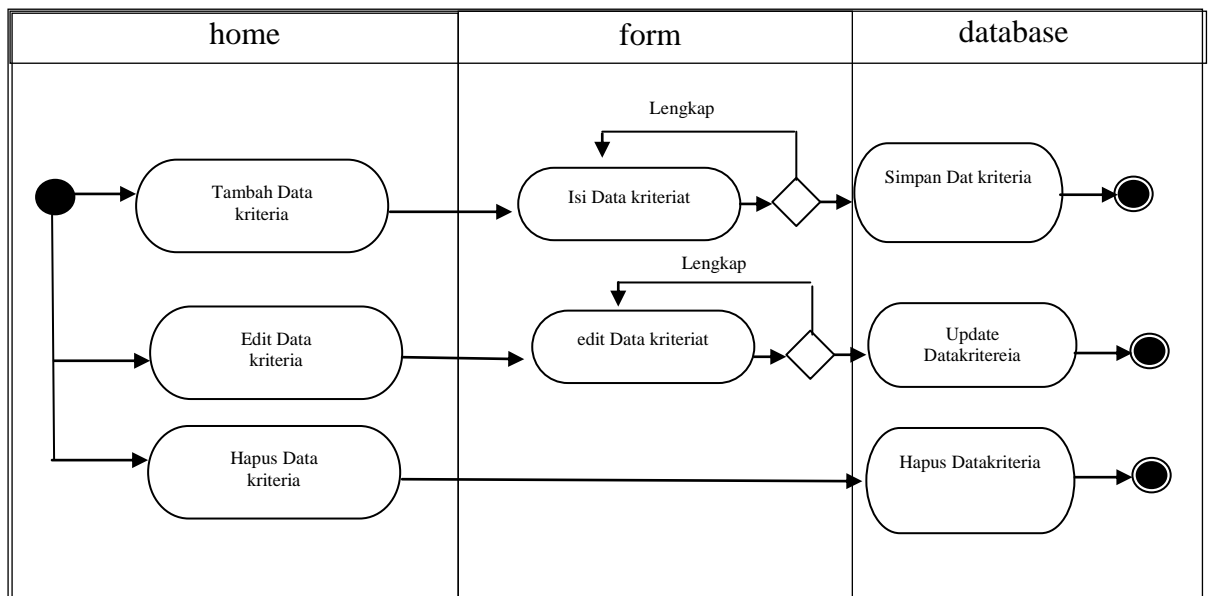 home
form
database
Lengkap
Tambah Data
kriteria
Isi Data kriteriat
Simpan Dat kriteria
Lengkap
Edit Data
kriteria
edit Data kriteriat
Update
Datakritereia
Hapus Data
kriteria
Hapus Datakriteria